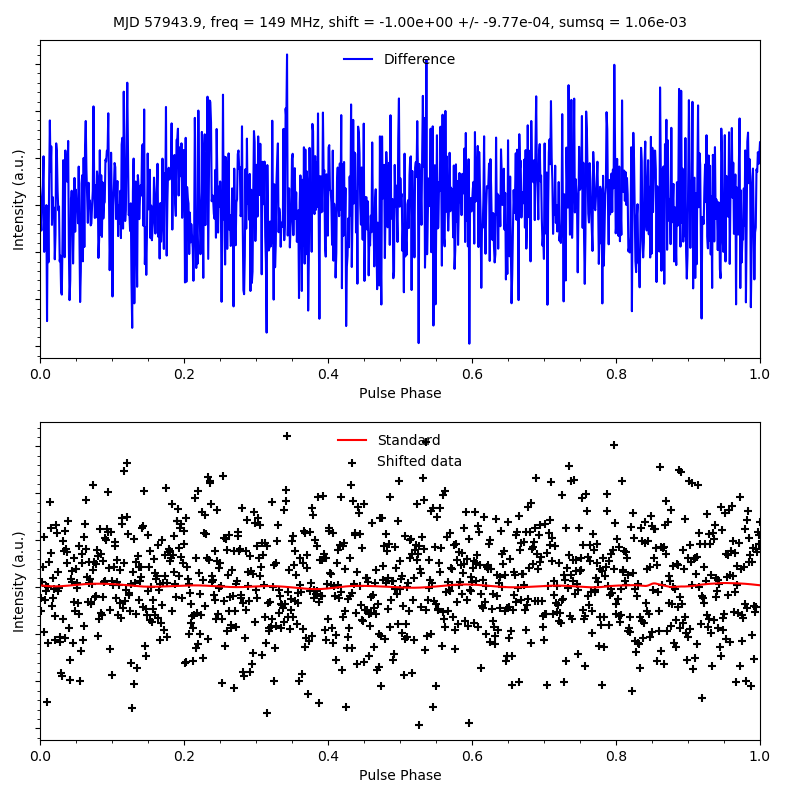 MJD 57943.9, freq = 149 MHz, shift = -1.00e+00 +/- -9.77e-04, sumsq = 1.06e-03
Difference
Intensity (a.u.)
0.0 0.2 0.4 0.6 0.8 1.0
Pulse Phase
Standard
Shifted data
Intensity (a.u.)
0.0 0.2 0.4 0.6 0.8 1.0
Pulse Phase